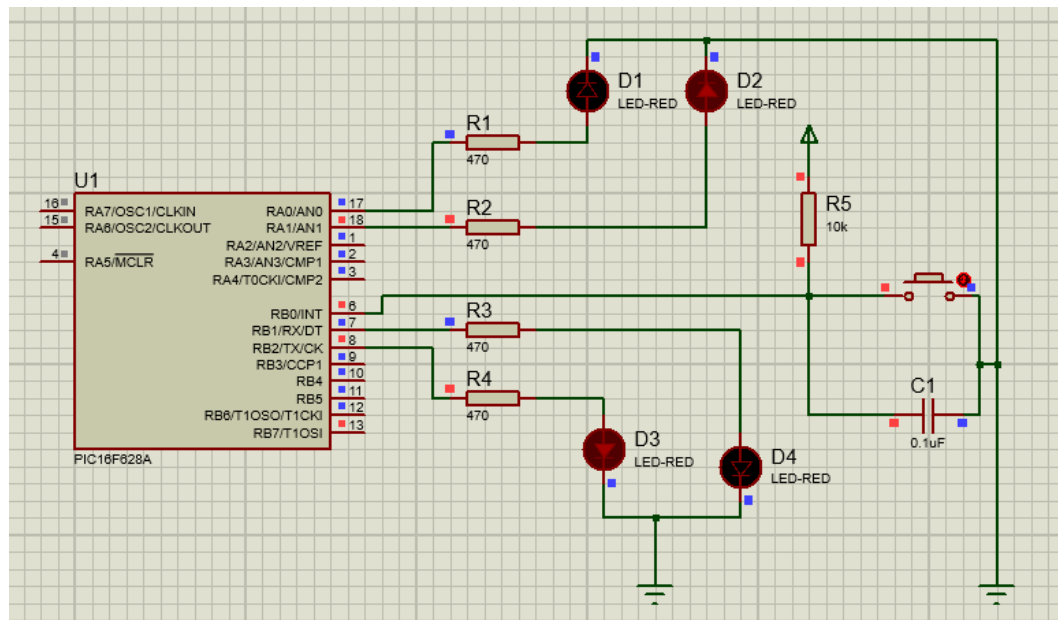 U1
16 RA7/OSC1/CLKIN RA0/AN0 17
15 RA6/OSC2/CLKOUT RA1/AN1 18
RA2/AN2/VREF 1
4 RA5/MCLR RA3/AN3/CMP1 2
RA4/T0CKI/CMP2 3
RB0/INT 6
RB1/RX/DT 7
RB2/TX/CK 8
RB3/CCP1 9
RB4 10
RB5 11
RB6/T1OSO/T1CKI 12
RB7/T1OSI 13
PIC16F628A
R1
470
R2
470
D1
LED-RED
D2
LED-RED
R5
10k
R3
470
R4
470
D3
LED-RED
D4
LED-RED
C1
0.1uF